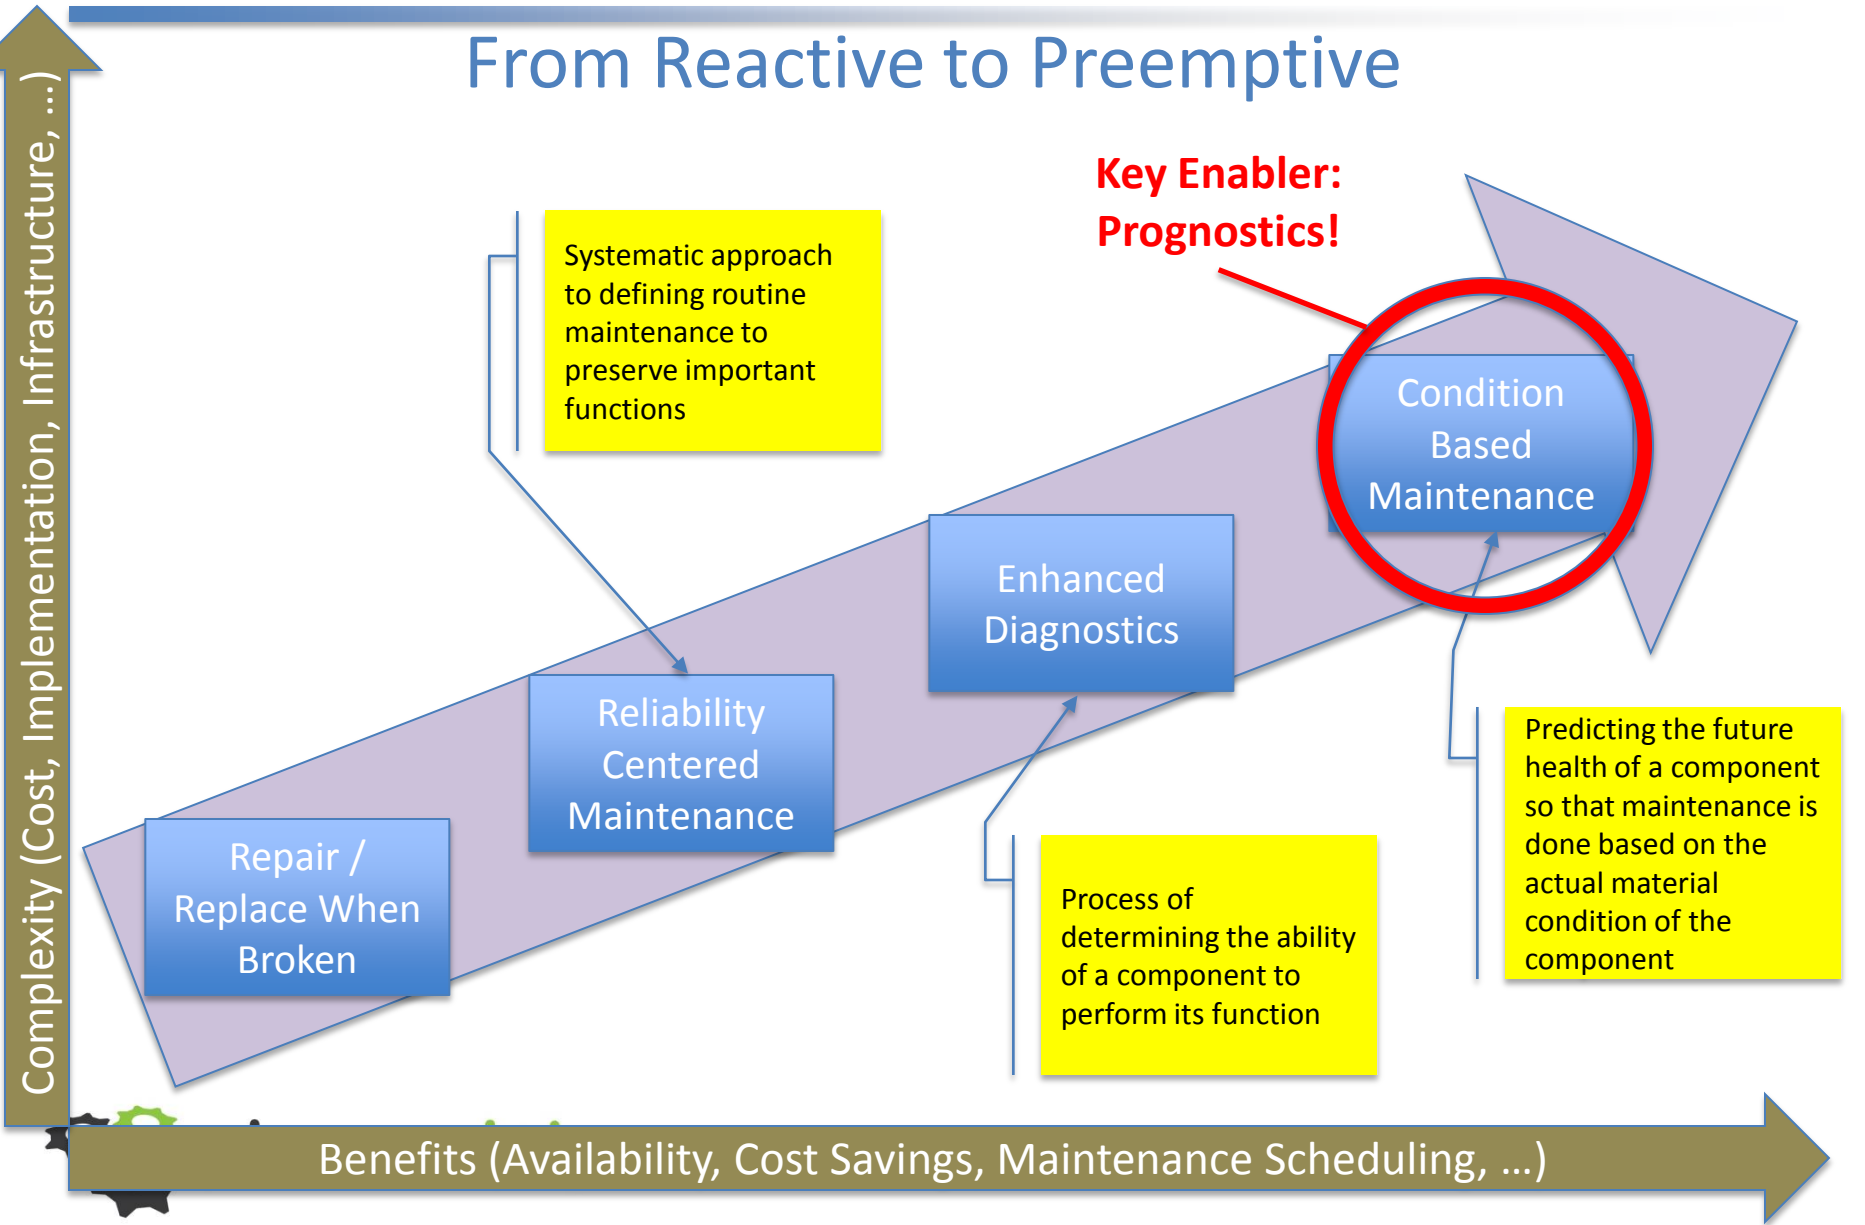 From Reactive to Preemptive
Complexity (Cost, Implementation, Infrastructure, ...)
Key Enabler:
Prognostics!
Systematic approach
to defining routine
maintenance to
preserve important
functions
Condition
Based
Maintenance
Enhanced
Diagnostics
Reliability
Centered
Maintenance
Repair /
Replace When
Broken
Predicting the future
health of a component
so that maintenance is
done based on the
actual material
condition of the
component
Process of
determining the ability
of a component to
perform its function
Benefits (Availability, Cost Savings, Maintenance Scheduling, ...)